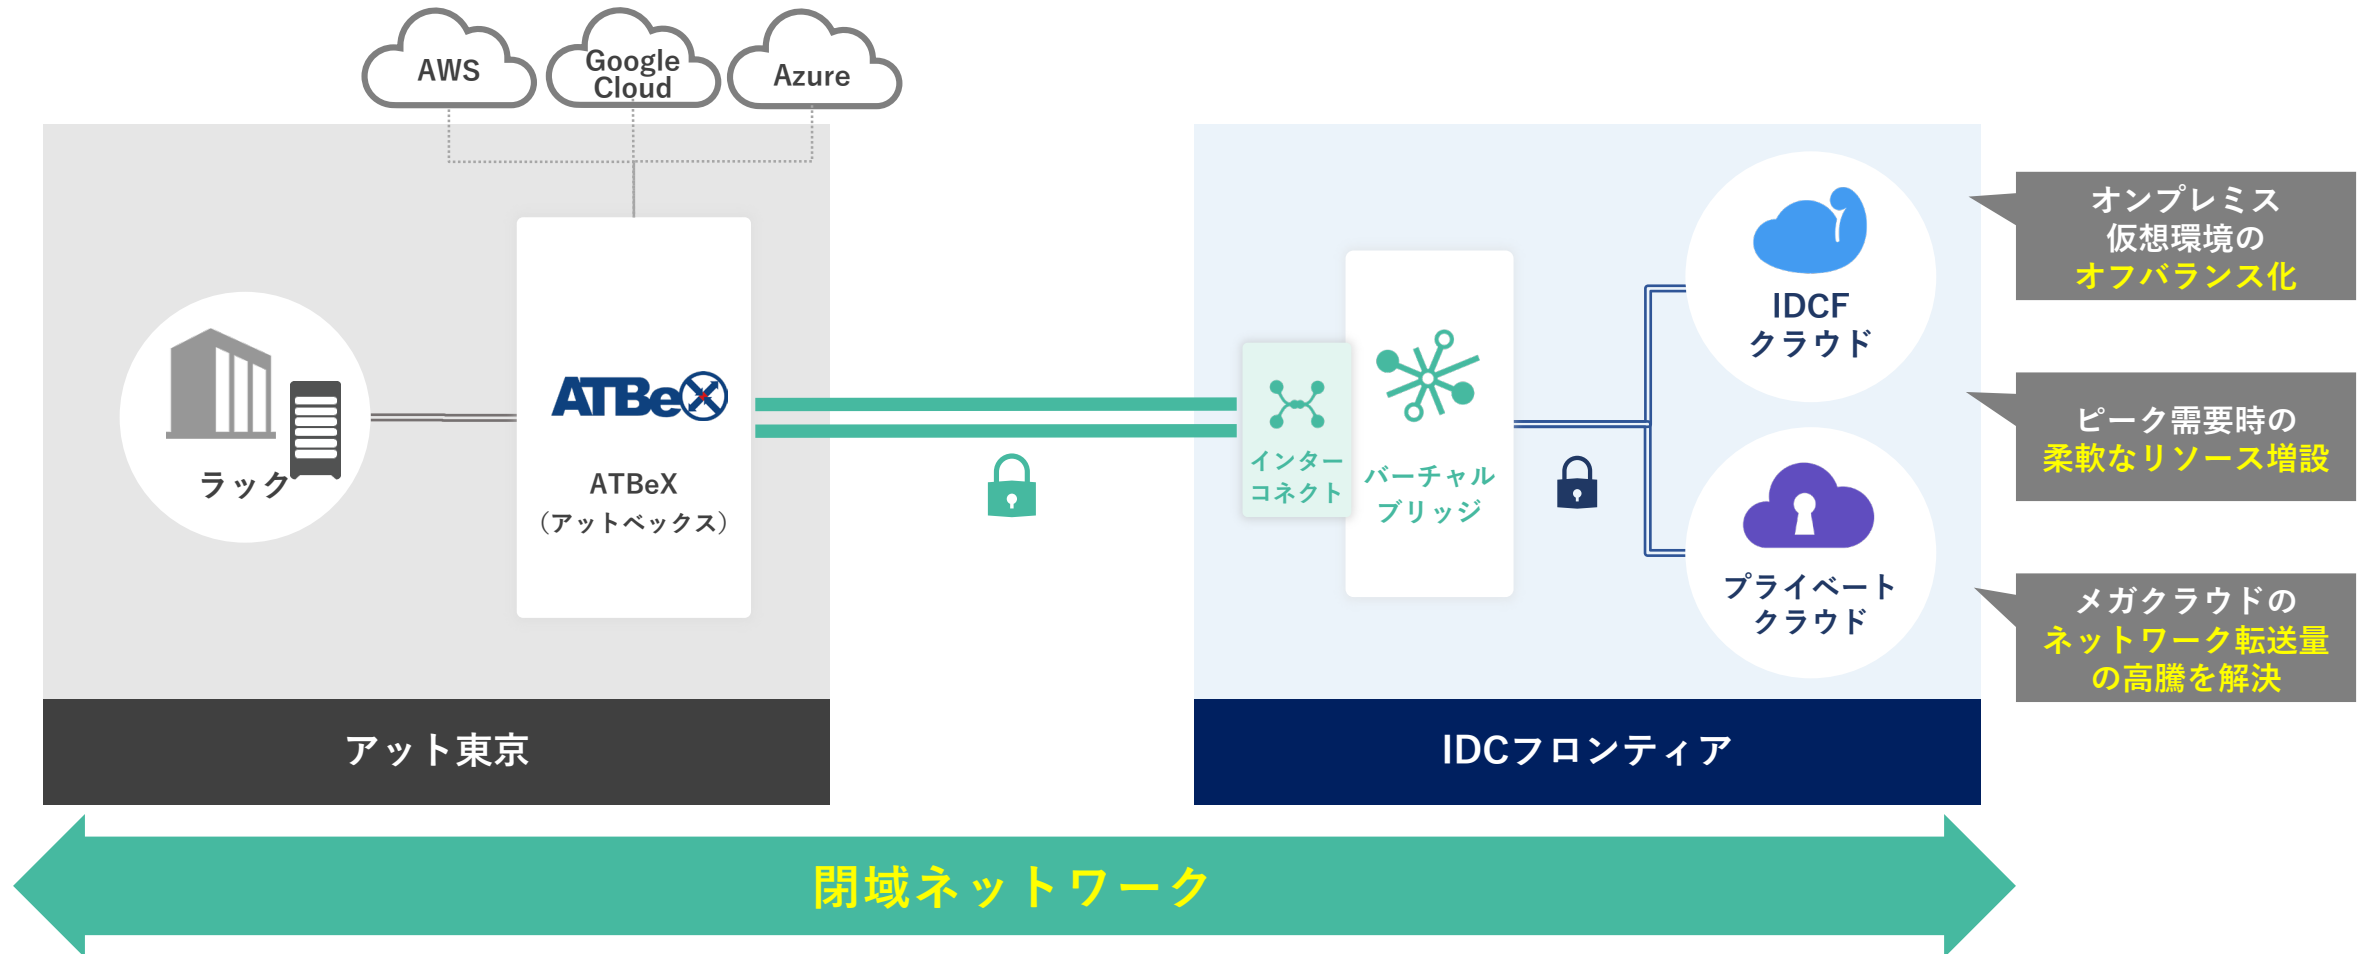 AWS
Google
Cloud
Azure
ラック
ATBeX
ATBeX
（アットベックス）
アット東京
インター
コネクト
バーチャル
ブリッジ
IDCF
クラウド
プライベート
クラウド
IDCフロンティア
オンプレミス
仮想環境の
オフバランス化
ピーク需要時の
柔軟なリソース増設
メガクラウドの
ネットワーク転送量
の高騰を解決
閉域ネットワーク